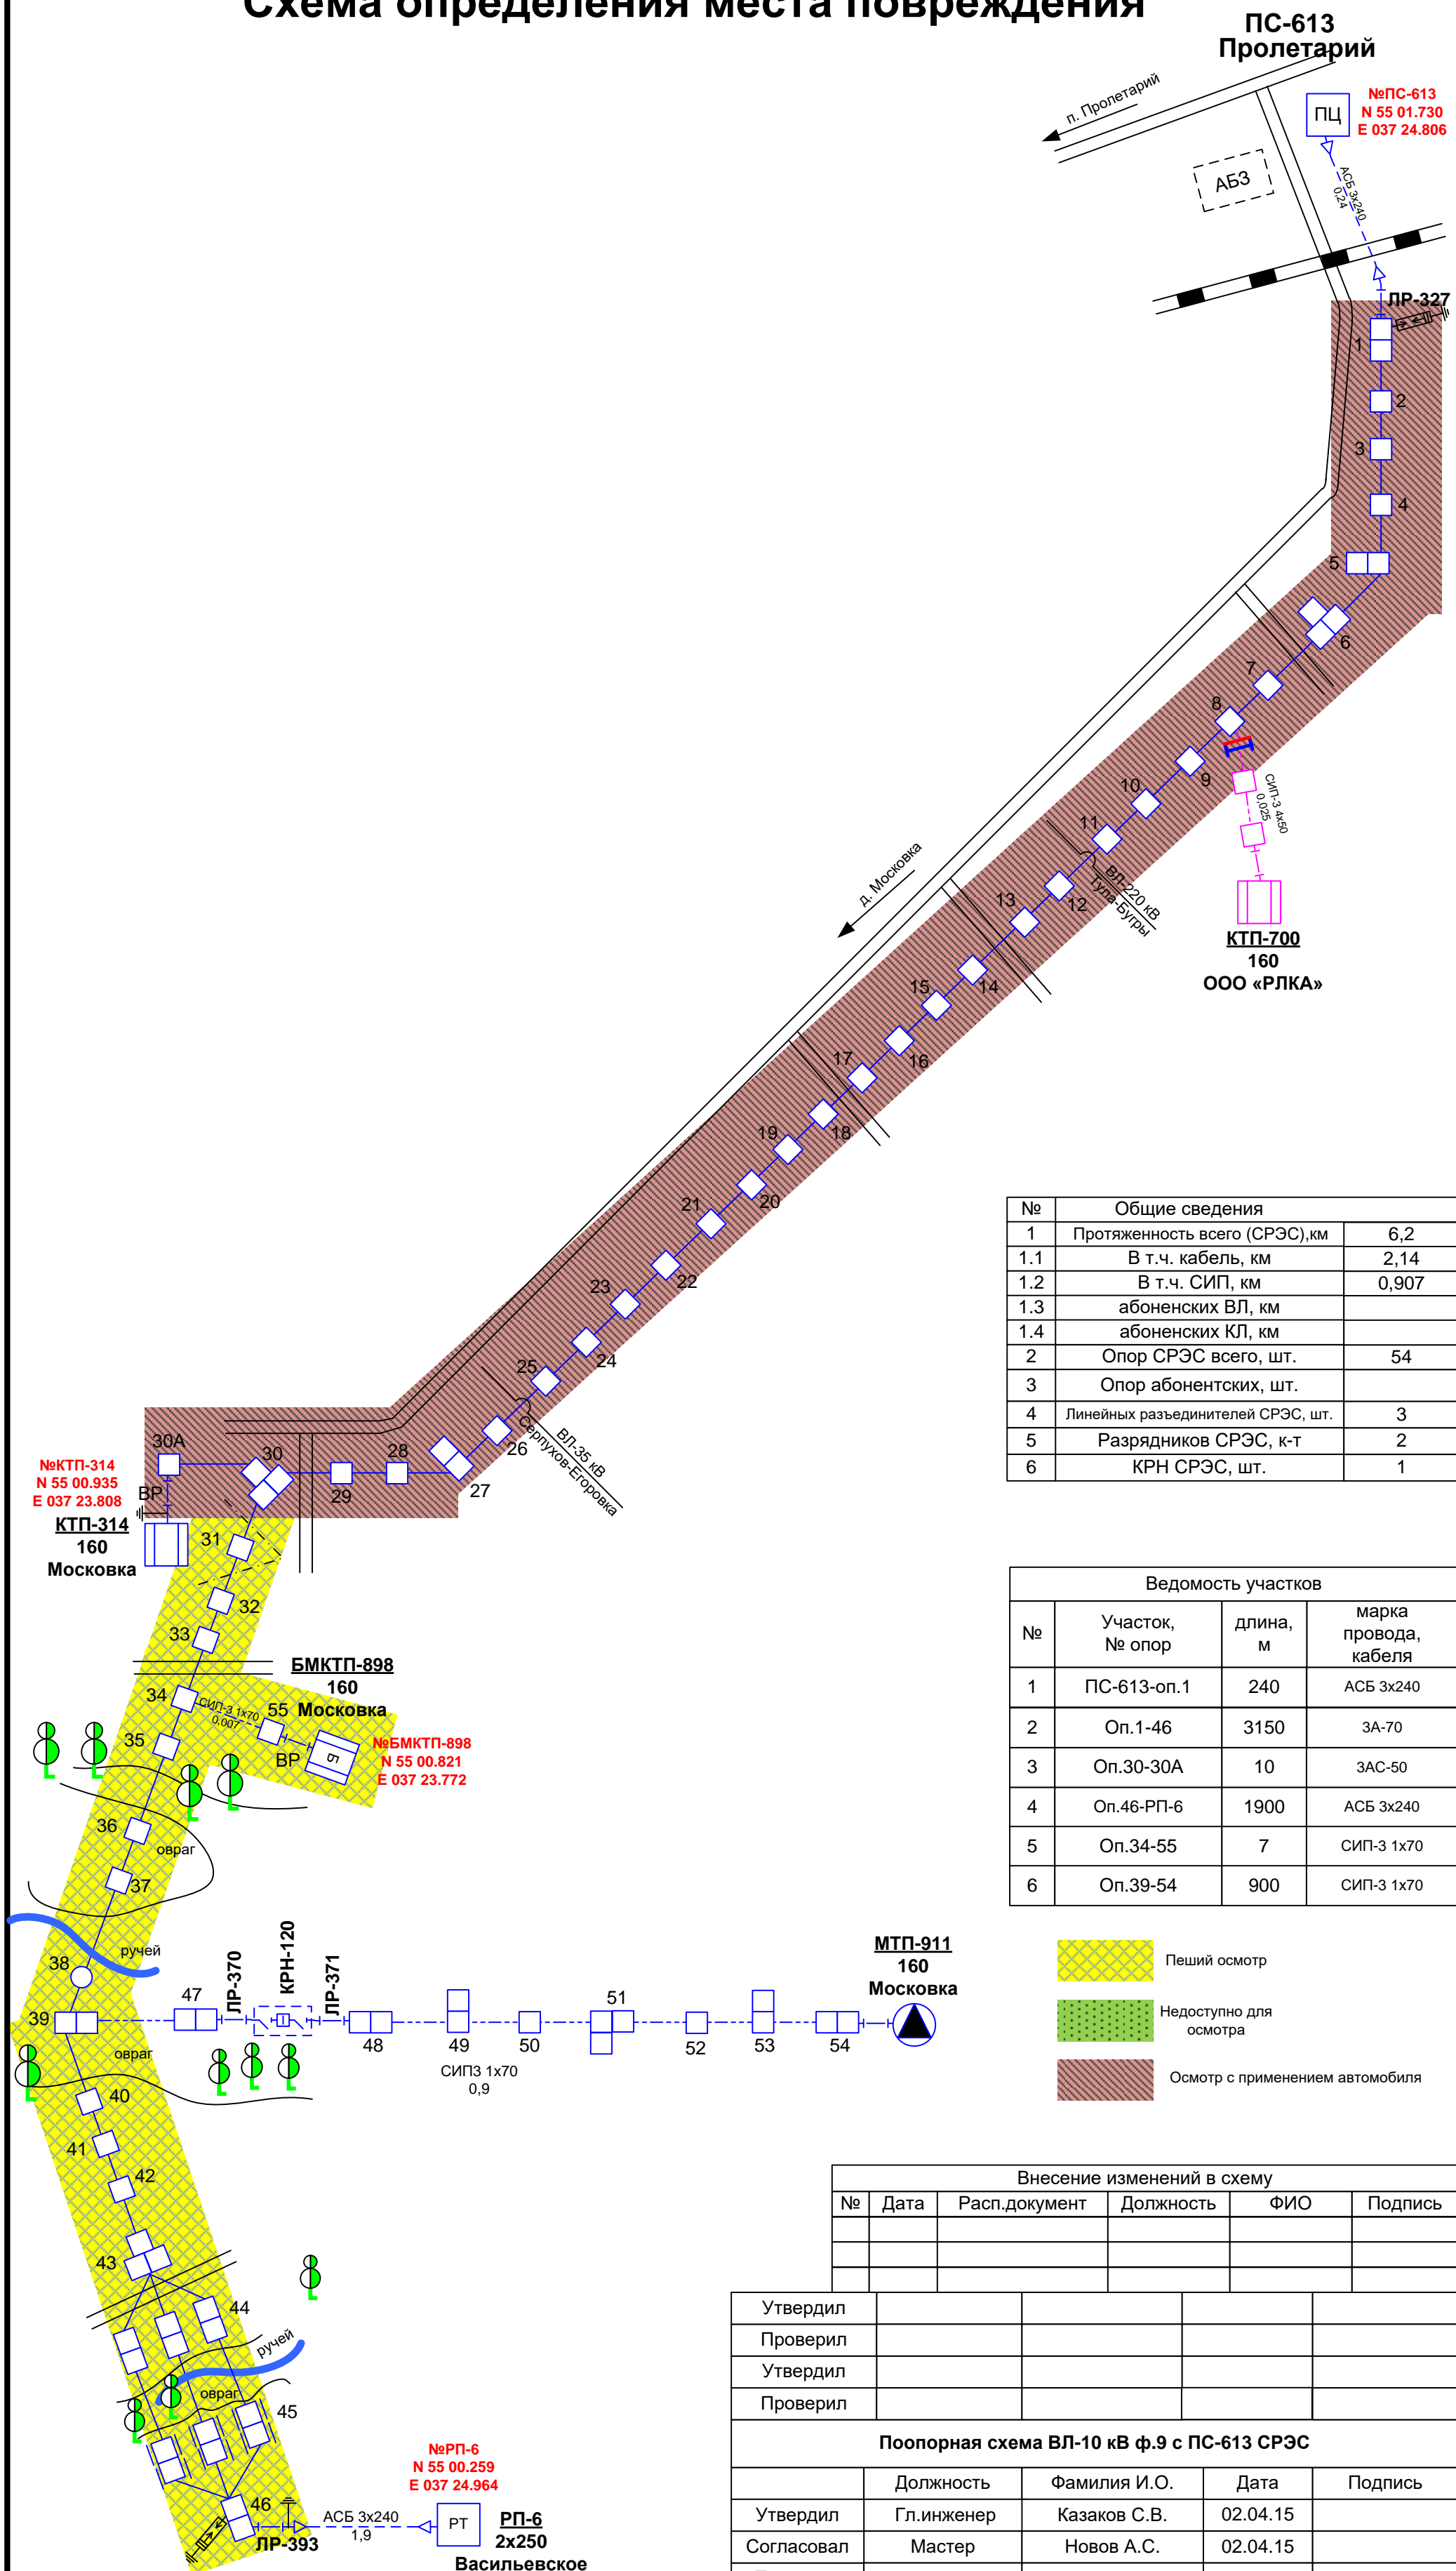 Схема определения места повреждения
ПС-613
Пролетарий
п. Пролетарий
ПЦ
№ПС-613
N 55 01.730
E 037 24.806
АБЗ
АСБ 3х240
0,24
ЛР-327
1
2
3
4
5
6
7
8
9
10
11
12
13
14
15
16
17
18
19
20
21
22
23
24
25
26
27
28
29
30
30А
СИП-3 4х50
0,025
КТП-700
160
ООО «РЛКА»
ВЛ-220 кВ
Тула-Бугры
д. Московка
ВЛ-35 кВ
Серпухов-Егоровка
№КТП-314
N 55 00.935
E 037 23.808
ВР
КТП-314
160
Московка
31
32
33
34
35
36
37
38
39
СИП-3 1х70
0,007
55
ВР
Б
БМКТП-898
160
Московка
№БМКТП-898
N 55 00.821
E 037 23.772
овраг
ручей
47
ЛР-370
КРН-120
ЛР-371
48
49
50
51
52
53
54
СИП3 1х70
0,9
МТП-911
160
Московка
овраг
40
41
42
43
44
ручей
овраг
45
46
ЛР-393
АСБ 3х240
1,9
РТ
№РП-6
N 55 00.259
E 037 24.964
РП-6
2х250
Васильевское
№ Общие сведения
1 Протяженность всего (СРЭС),км 6,2
1.1 В т.ч. кабель, км 2,14
1.2 В т.ч. СИП, км 0,907
1.3 абоненских ВЛ, км
1.4 абоненских КЛ, км
2 Опор СРЭС всего, шт. 54
3 Опор абонентских, шт.
4 Линейных разъединителей СРЭС, шт. 3
5 Разрядников СРЭС, к-т 2
6 КРН СРЭС, шт. 1
Ведомость участков
№ Участок, № опор длина, м марка провода, кабеля
1 ПС-613-оп.1 240 АСБ 3х240
2 Оп.1-46 3150 3А-70
3 Оп.30-30А 10 3АС-50
4 Оп.46-РП-6 1900 АСБ 3х240
5 Оп.34-55 7 СИП-3 1х70
6 Оп.39-54 900 СИП-3 1х70
Пеший осмотр
Недоступно для
осмотра
Осмотр с применением автомобиля
Внесение изменений в схему
№ Дата Расп.документ Должность ФИО Подпись
Утвердил
Проверил
Утвердил
Проверил
Поопорная схема ВЛ-10 кВ ф.9 с ПС-613 СРЭС
Должность Фамилия И.О. Дата Подпись
Утвердил Гл.инженер Казаков С.В. 02.04.15
Согласовал Мастер Новов А.С. 02.04.15